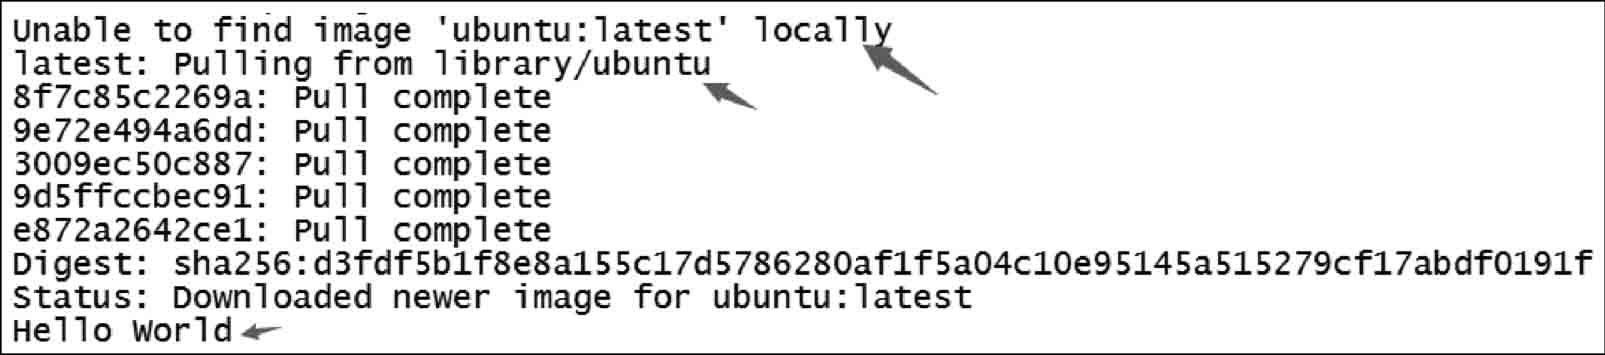 Unable to find image 'ubuntu:latest' locally
latest: Pulling from library/ubuntu
8f7c85c2269a: Pull complete
9e72e494a6dd: Pull complete
3009ec50c887: Pull complete
9d5ffccbec91: Pull complete
e872a2642ce1: Pull complete
Digest: sha256:d3fdf5b1f8e8a155c17d5786280af1f5a04c10e95145a515279cf17abdf0191f
Status: Downloaded newer image for ubuntu:latest
Hello World